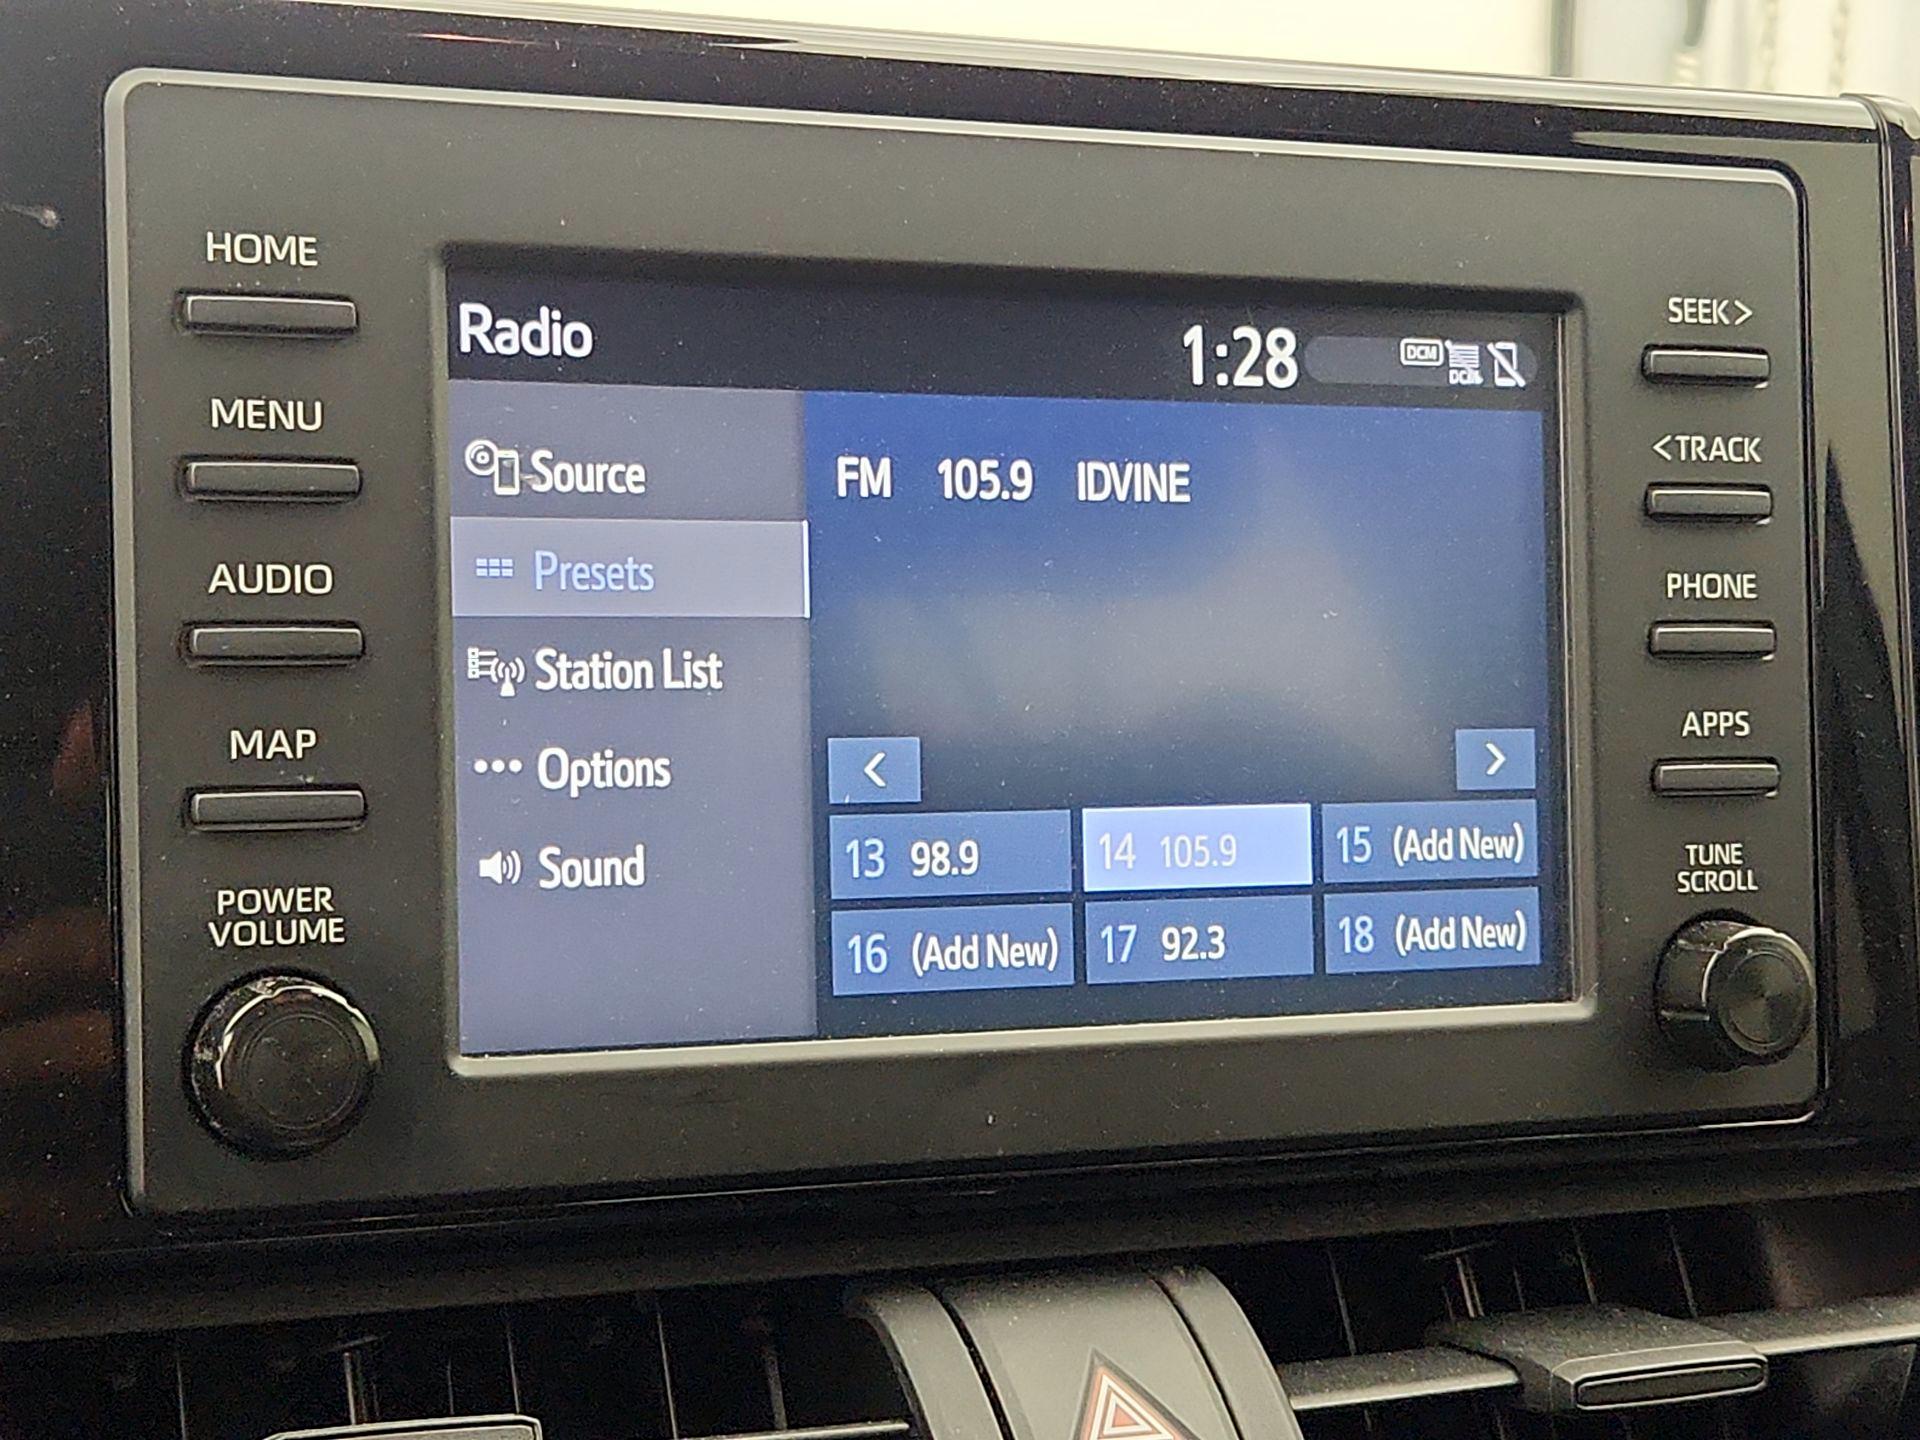 HOME
MENU
AUDIO
MAP
POWER
VOLUME
Radio
1:28
DCM
DCM
Source
Presets
Station List
Options
Sound
FM 105.9 IDVINE
<
>
13 98.9
14 105.9
15 (Add New)
16 (Add New)
17 92.3
18 (Add New)
SEEK>
<TRACK
PHONE
APPS
TUNE
SCROLL